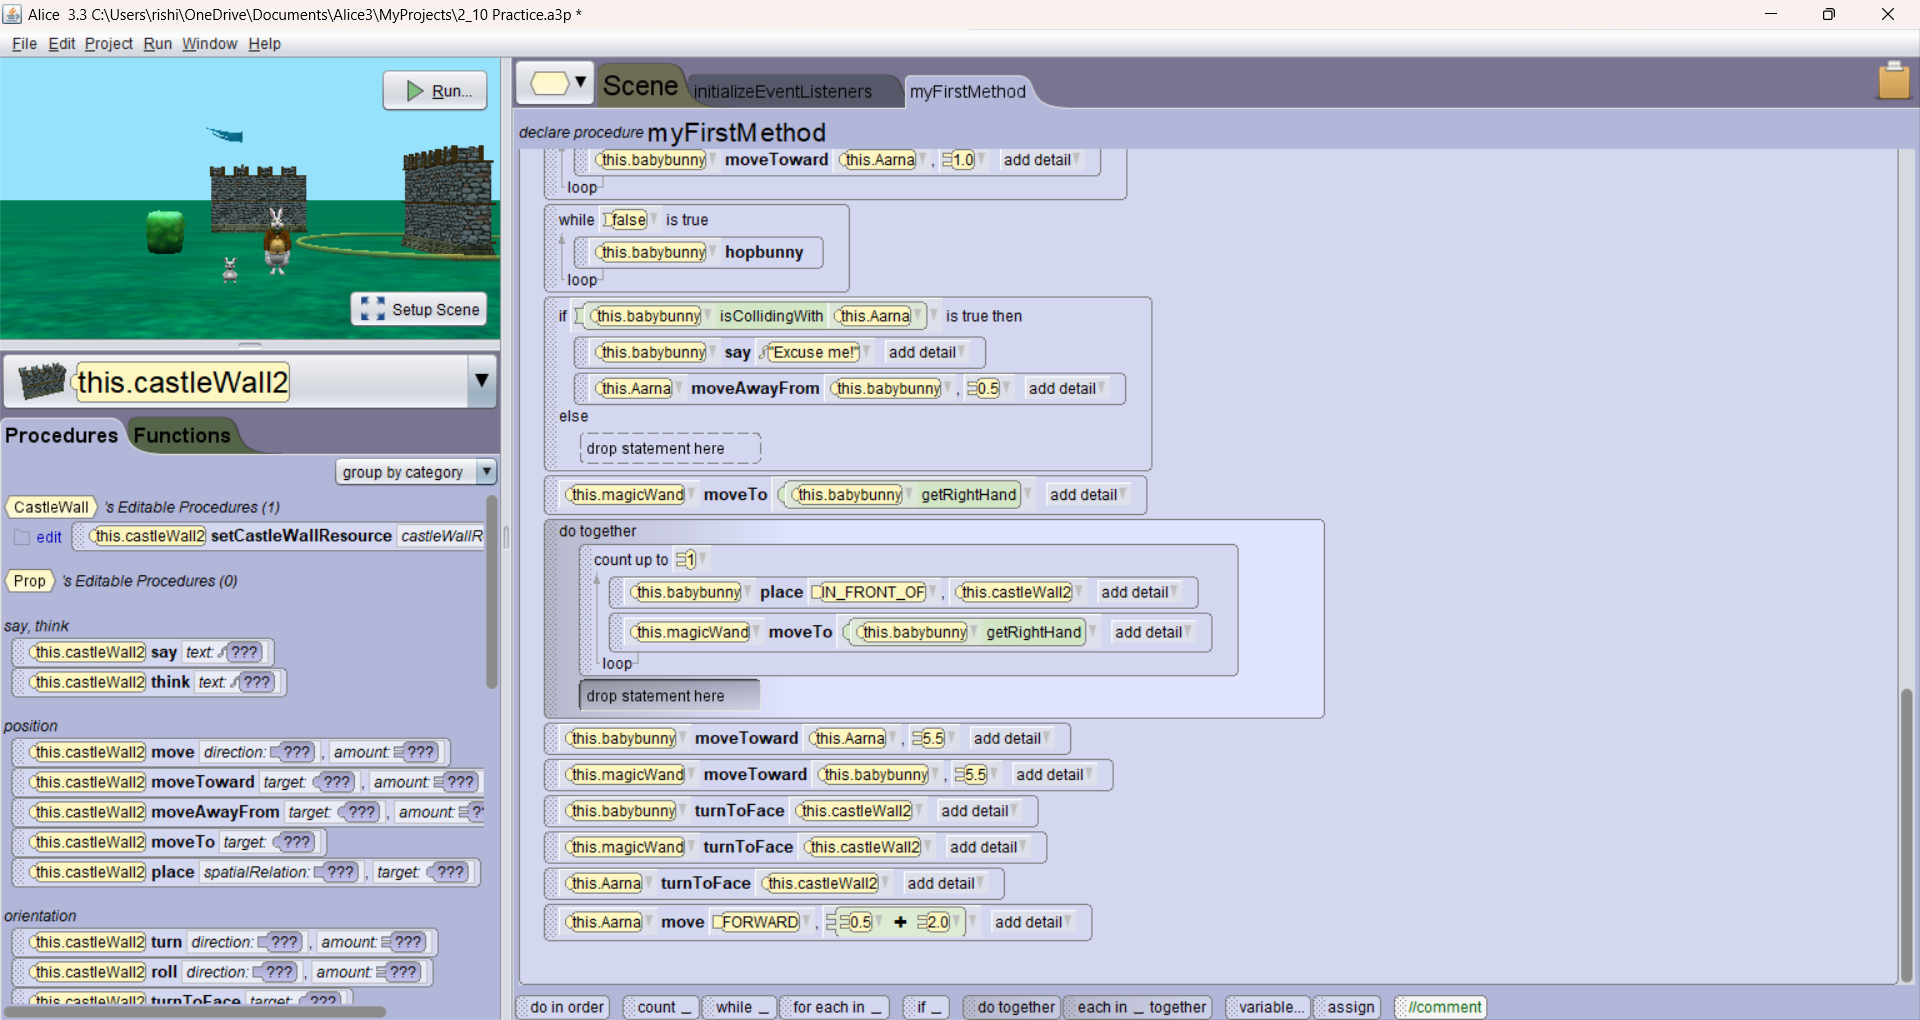 Alice 3.3 C:\Users\rishi\OneDrive\Documents\Alice3\MyProjects\2_10 Practice.a3p *
File Edit Project Run Window Help
Run...
Setup Scene
this.castleWall2
Procedures Functions
group by category
CastleWall 's Editable Procedures (1)
edit this.castleWall2 setCastleWallResource castleWallR
Prop 's Editable Procedures (0)
say, think
this.castleWall2 say text: ???
this.castleWall2 think text: ???
position
this.castleWall2 move direction: ??? , amount: ???
this.castleWall2 moveToward target: ??? , amount: ???
this.castleWall2 moveAwayFrom target: ??? , amount: ?
this.castleWall2 moveTo target: ???
this.castleWall2 place spatialRelation: ??? , target: ???
orientation
this.castleWall2 turn direction: ??? , amount: ???
this.castleWall2 roll direction: ??? , amount: ???
this.castleWall2 turnToFace target: ???
Scene initializeEventListeners myFirstMethod
declare procedure myFirstMethod
this.babybunny moveToward this.Aarna , 1.0 add detail
loop
while false is true
this.babybunny hopbunny
loop
if this.babybunny isCollidingWith this.Aarna is true then
this.babybunny say "Excuse me!" add detail
this.Aarna moveAwayFrom this.babybunny , 0.5 add detail
else
drop statement here
this.magicWand moveTo this.babybunny getRightHand add detail
do together
count up to 1
this.babybunny place IN_FRONT_OF , this.castleWall2 add detail
this.magicWand moveTo this.babybunny getRightHand add detail
loop
drop statement here
this.babybunny moveToward this.Aarna , 5.5 add detail
this.magicWand moveToward this.babybunny , 5.5 add detail
this.babybunny turnToFace this.castleWall2 add detail
this.magicWand turnToFace this.castleWall2 add detail
this.Aarna turnToFace this.castleWall2 add detail
this.Aarna move FORWARD , 0.5 + 2.0 add detail
do in order count _ while _ for each in _ if _ do together each in _ together variable... assign //comment